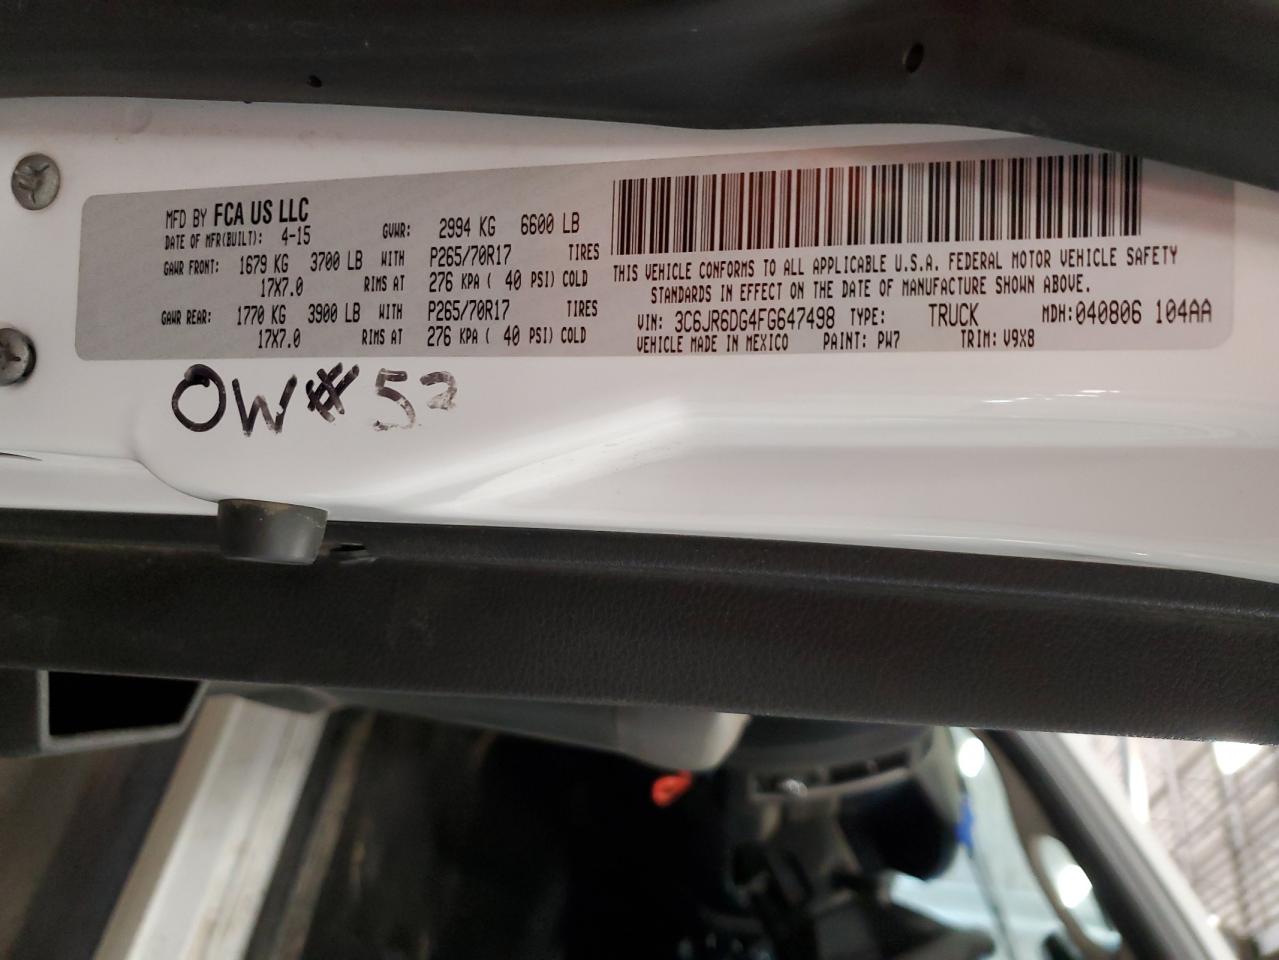 MFD BY FCA US LLC
DATE OF MFR(BUILT): 4-15 GVWR: 2994 KG 6600 LB
GAWR FRONT: 1679 KG 3700 LB WITH P265/70R17 TIRES
17X7.0 RIMS AT 276 KPA ( 40 PSI) COLD
GAWR REAR: 1770 KG 3900 LB WITH P265/70R17 TIRES
17X7.0 RIMS AT 276 KPA ( 40 PSI) COLD
THIS VEHICLE CONFORMS TO ALL APPLICABLE U.S.A. FEDERAL MOTOR VEHICLE SAFETY
STANDARDS IN EFFECT ON THE DATE OF MANUFACTURE SHOWN ABOVE.
VIN: 3C6JR6DG4FG647498 TYPE: TRUCK MDH:040806 104AA
VEHICLE MADE IN MEXICO PAINT: PW7 TRIM: V9X8
OW#52